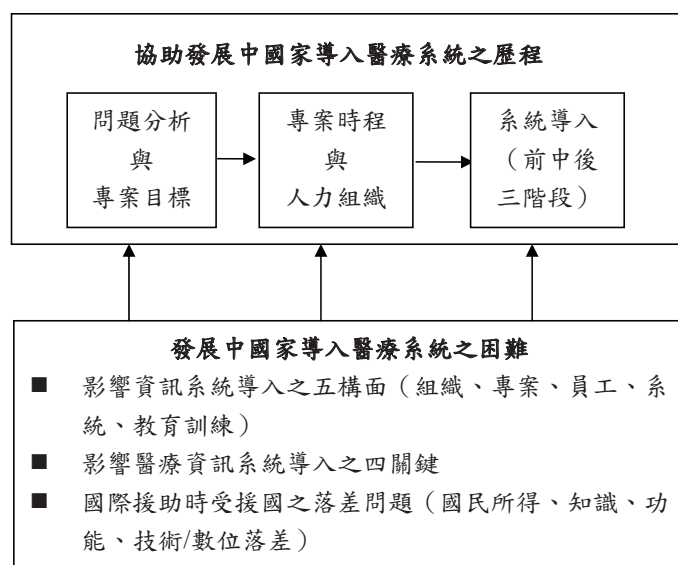 協助發展中國家導入醫療系統之歷程
問題分析
與
專案目標
專案時程
與
人力組織
系統導入
（前中後
三階段）
發展中國家導入醫療系統之困難
■ 影響資訊系統導入之五構面（組織、專案、員工、系
統、教育訓練）
■ 影響醫療資訊系統導入之四關鍵
■ 國際援助時受援國之落差問題（國民所得、知識、功
能、技術/數位落差）